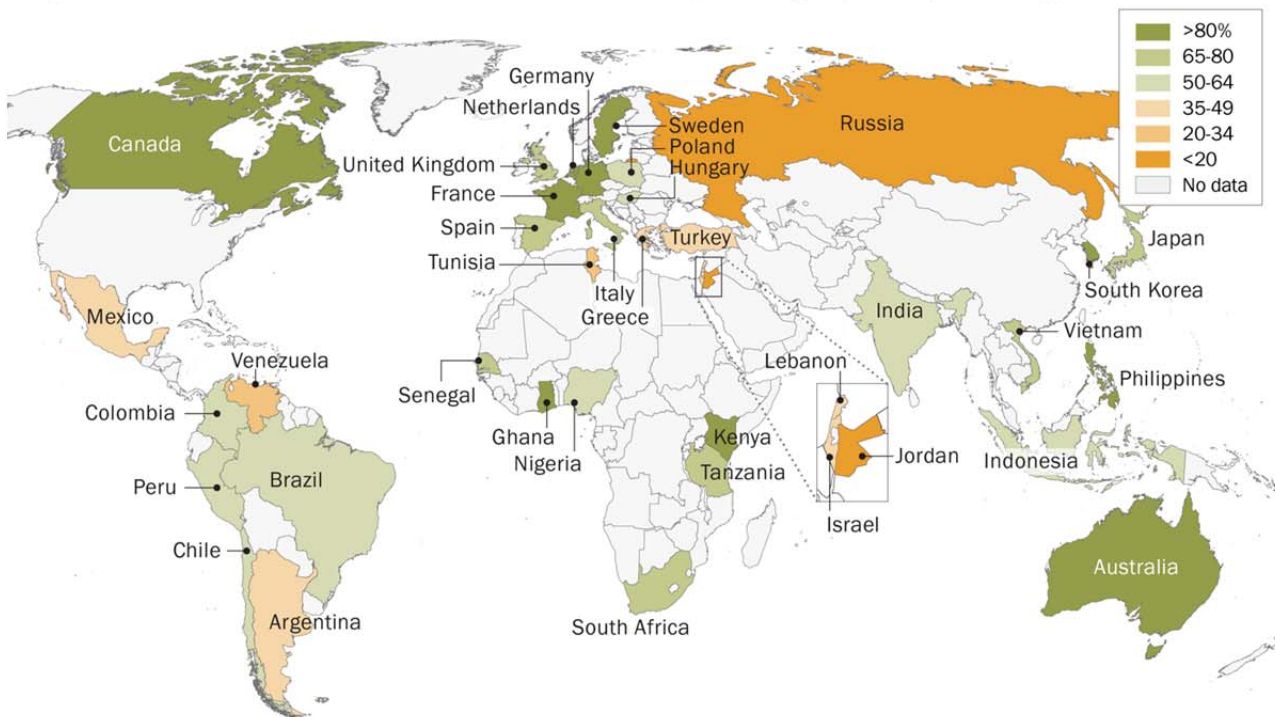 >80%
65-80
50-64
35-49
20-34
<20
No data
Germany
Netherlands
Canada
Sweden
Russia
Poland
United Kingdom
Hungary
France
Spain
Turkey
Japan
Tunisia
South Korea
Italy
Greece
India
Mexico
Vietnam
Venezuela
Lebanon
Senegal
Philippines
Colombia
Ghana
Kenya
Nigeria
Jordan
Indonesia
Tanzania
Brazil
Peru
Israel
Chile
Australia
Argentina
South Africa